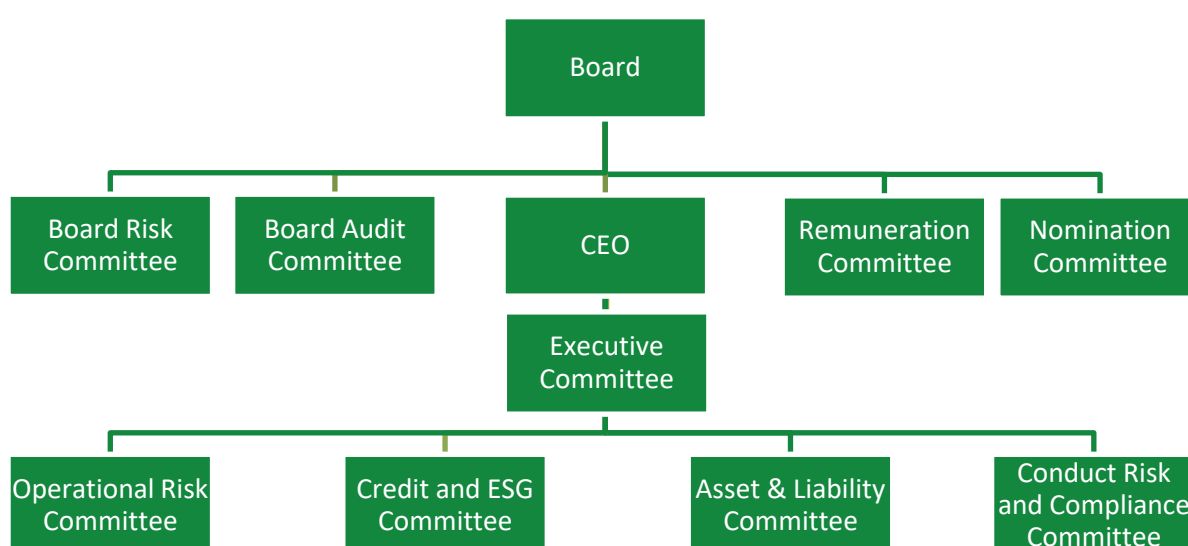 Board
Board Risk
Committee
Board Audit
Committee
CEO
Remuneration
Committee
Nomination
Committee
Executive
Committee
Operational Risk
Committee
Credit and ESG
Committee
Asset & Liability
Committee
Conduct Risk
and Compliance
Committee